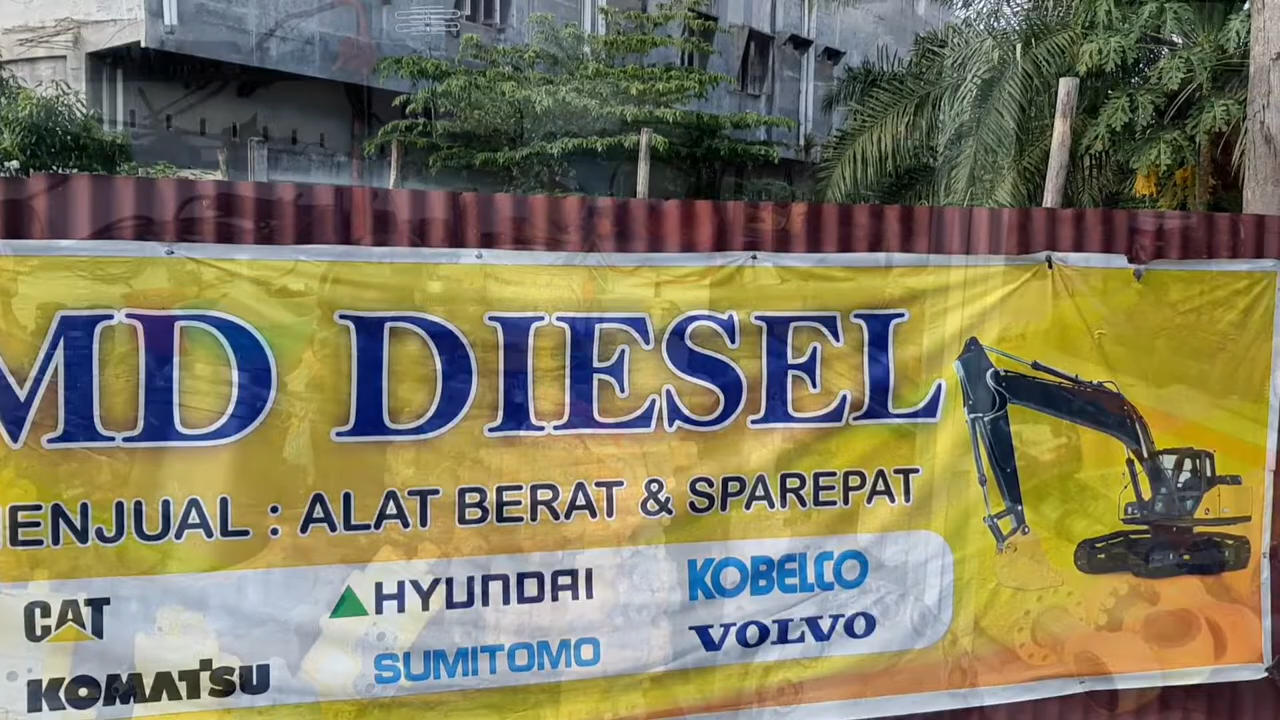 MD DIESEL
ENJUAL : ALAT BERAT & SPAREPAT
CAT
HYUNDAI
KOBELCO
KOMATSU
SUMITOMO
VOLVO